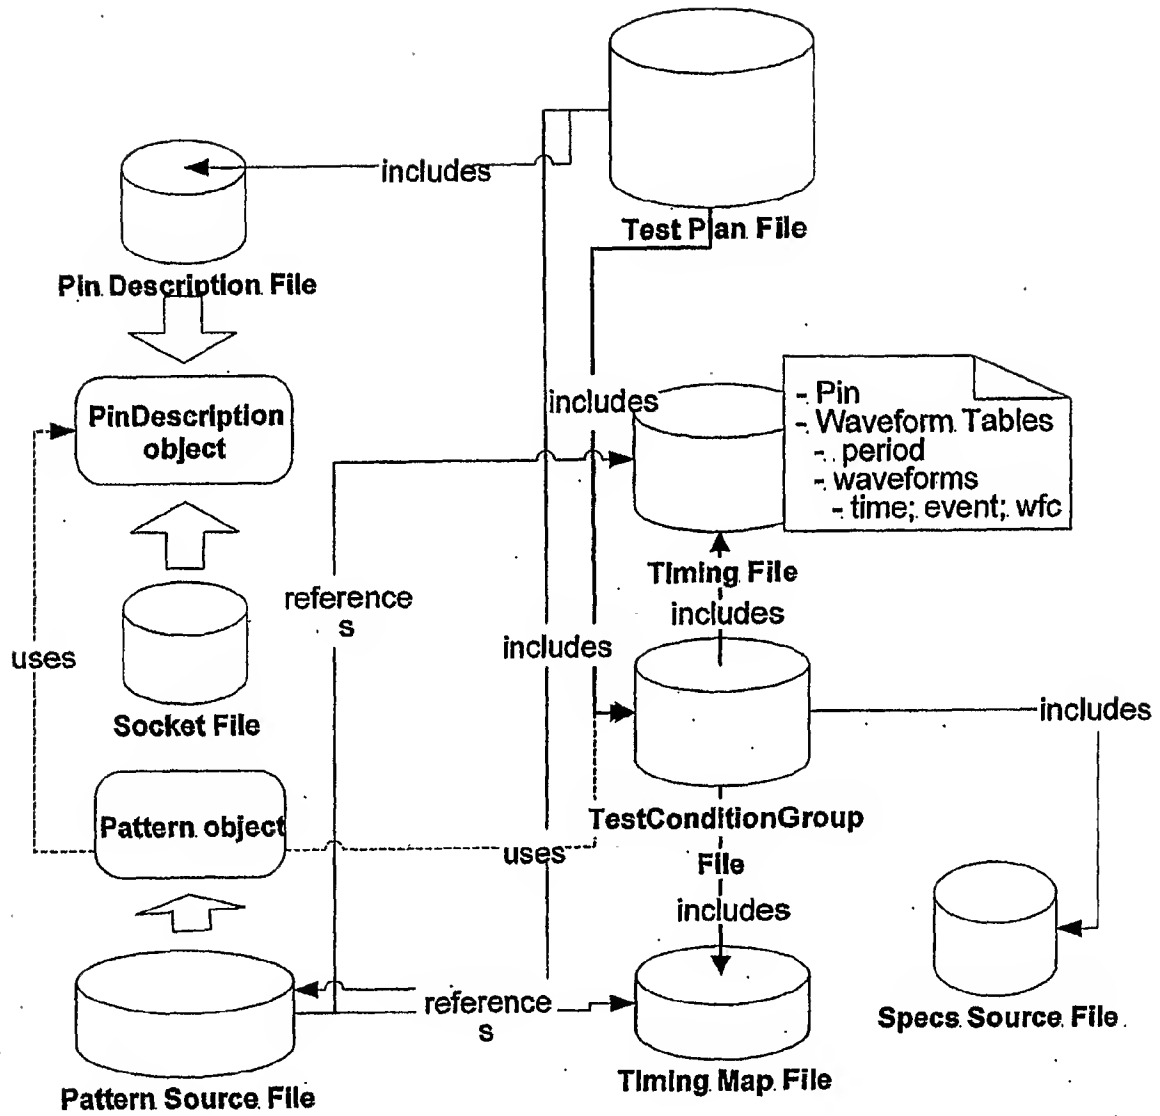 includes
Test Plan File
Pin Description File
PinDescription
object
includes
- Pin
- Waveform Tables
- period
- waveforms
- time; event; wfc
Timing File
reference
s
includes
includes
uses
includes
Socket File
Pattern object
TestConditionGroup
File
uses
includes
reference
s
Specs Source File
Timing Map File
Pattern Source File